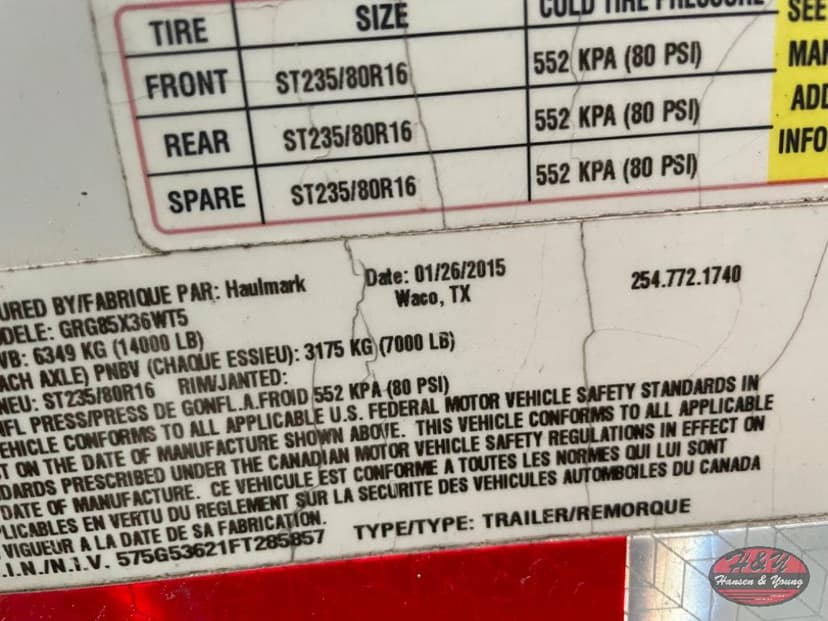 TIRE SIZE COLD TIRE PRESSURE SEE
FRONT ST235/80R16 552 KPA (80 PSI) MAN
REAR ST235/80R16 552 KPA (80 PSI) ADD
SPARE ST235/80R16 552 KPA (80 PSI) INFO
URED BY/FABRIQUE PAR: Haulmark Date: 01/26/2015 254.772.1740
Waco, TX
DELE: GRG85X36WT5
VB: 6349 KG (14000 LB)
ACH AXLE) PNBV (CHAQUE ESSIEU): 3175 KG (7000 LB)
NEU: ST235/80R16 RIM/JANTED:
NFL PRESS/PRESS DE GONFL.A.FROID 552 KPA (80 PSI)
EHICLE CONFORMS TO ALL APPLICABLE U.S. FEDERAL MOTOR VEHICLE SAFETY STANDARDS IN
T ON THE DATE OF MANUFACTURE SHOWN ABOVE. THIS VEHICLE CONFORMS TO ALL APPLICABLE
DARDS PRESCRIBED UNDER THE CANADIAN MOTOR VEHICLE SAFETY REGULATIONS IN EFFECT ON
DATE OF MANUFACTURE. CE VEHICULE EST CONFORME A TOUTES LES NORMES QUI LUI SONT
PLICABLES EN VERTU DU REGLEMENT SUR LA SECURITE DES VEHICULES AUTOMBOILES DU CANADA
VIGUEUR A LA DATE DE SA FABRICATION.
.I.N./N.I.V. 575G53621FT285857 TYPE/TYPE: TRAILER/REMORQUE
H&Y
Hansen & Young